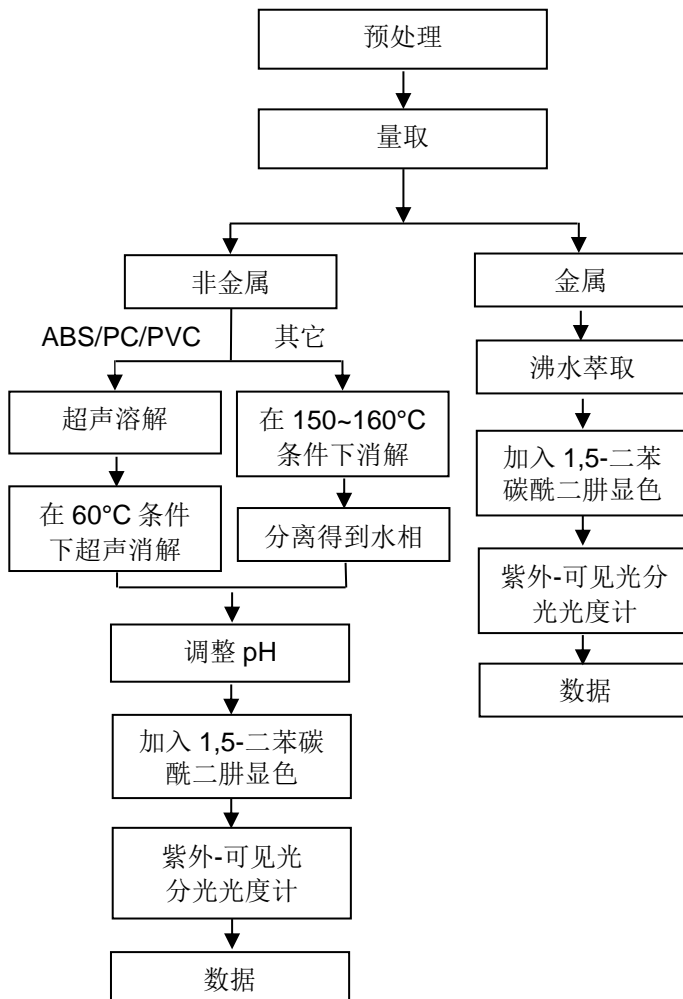 预处理
量取
非金属
金属
ABS/PC/PVC
其它
沸水萃取
超声溶解
在 150~160°C
条件下消解
加入 1,5-二苯
碳酰二肼显色
在 60°C 条件
下超声消解
分离得到水相
紫外-可见光分
光光度计
调整 pH
数据
加入 1,5-二苯碳
酰二肼显色
紫外-可见光
分光光度计
数据